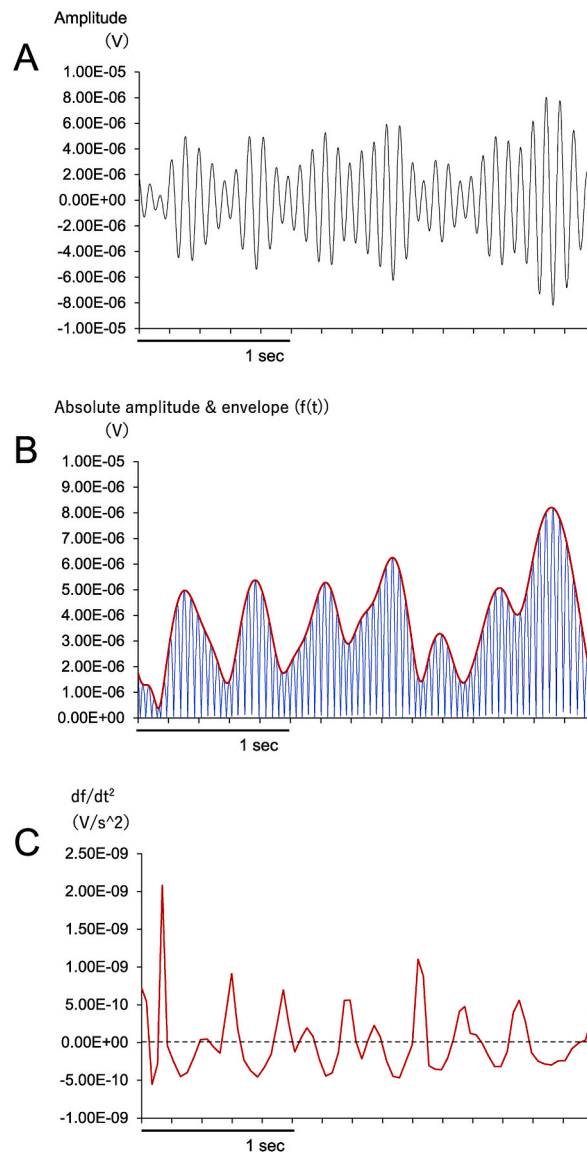 Amplitude
(V)
A
1.00E-05
8.00E-06
6.00E-06
4.00E-06
2.00E-06
0.00E+00
-2.00E-06
-4.00E-06
-6.00E-06
-8.00E-06
-1.00E-05
1 sec
Absolute amplitude & envelope (f(t))
(V)
B
1.00E-05
9.00E-06
8.00E-06
7.00E-06
6.00E-06
5.00E-06
4.00E-06
3.00E-06
2.00E-06
1.00E-06
0.00E+00
1 sec
df/dt²
(V/s^2)
C
2.50E-09
2.00E-09
1.50E-09
1.00E-09
5.00E-10
0.00E+00
-5.00E-10
-1.00E-09
1 sec